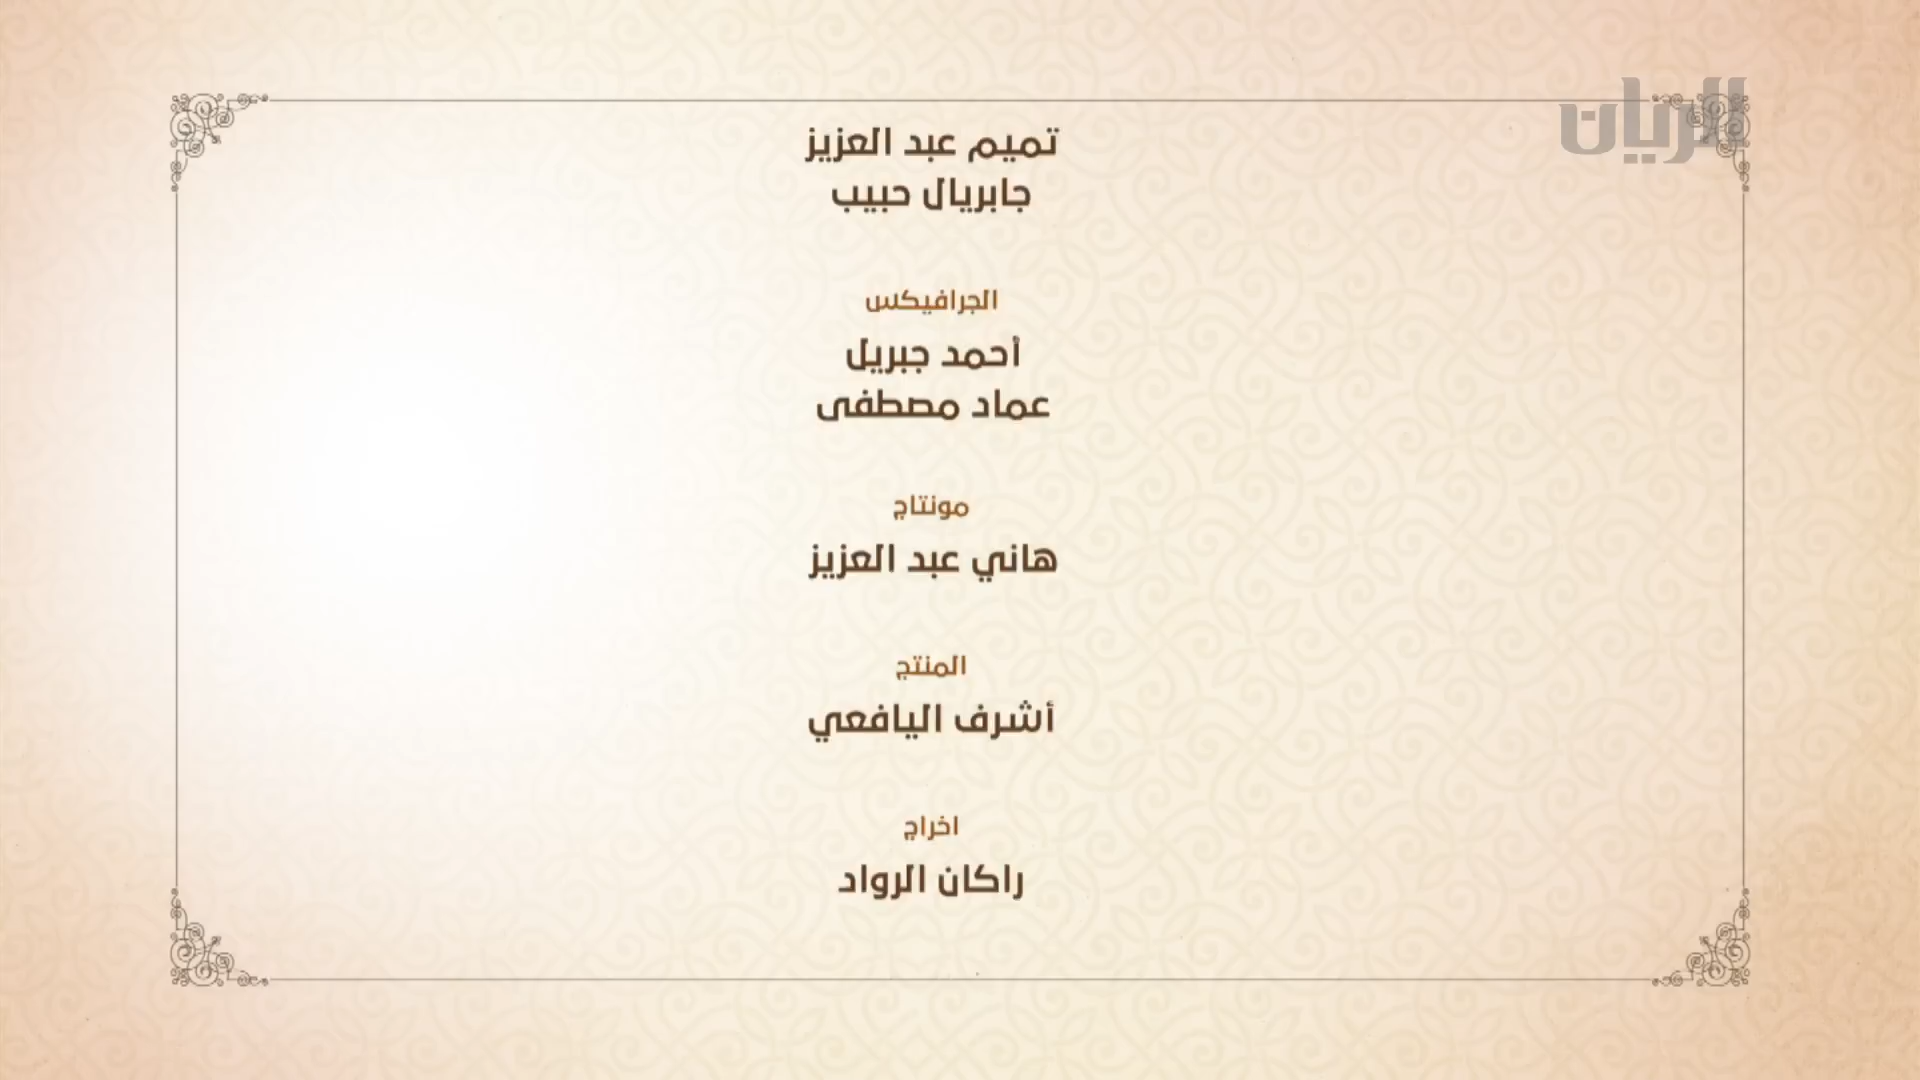 الريان
تميم عبد العزيز
جابريال حبيب
الجرافيكس
أحمد جبريل
عماد مصطفى
مونتاج
هاني عبد العزيز
المنتج
أشرف اليافعي
اخراج
راكان الرواد